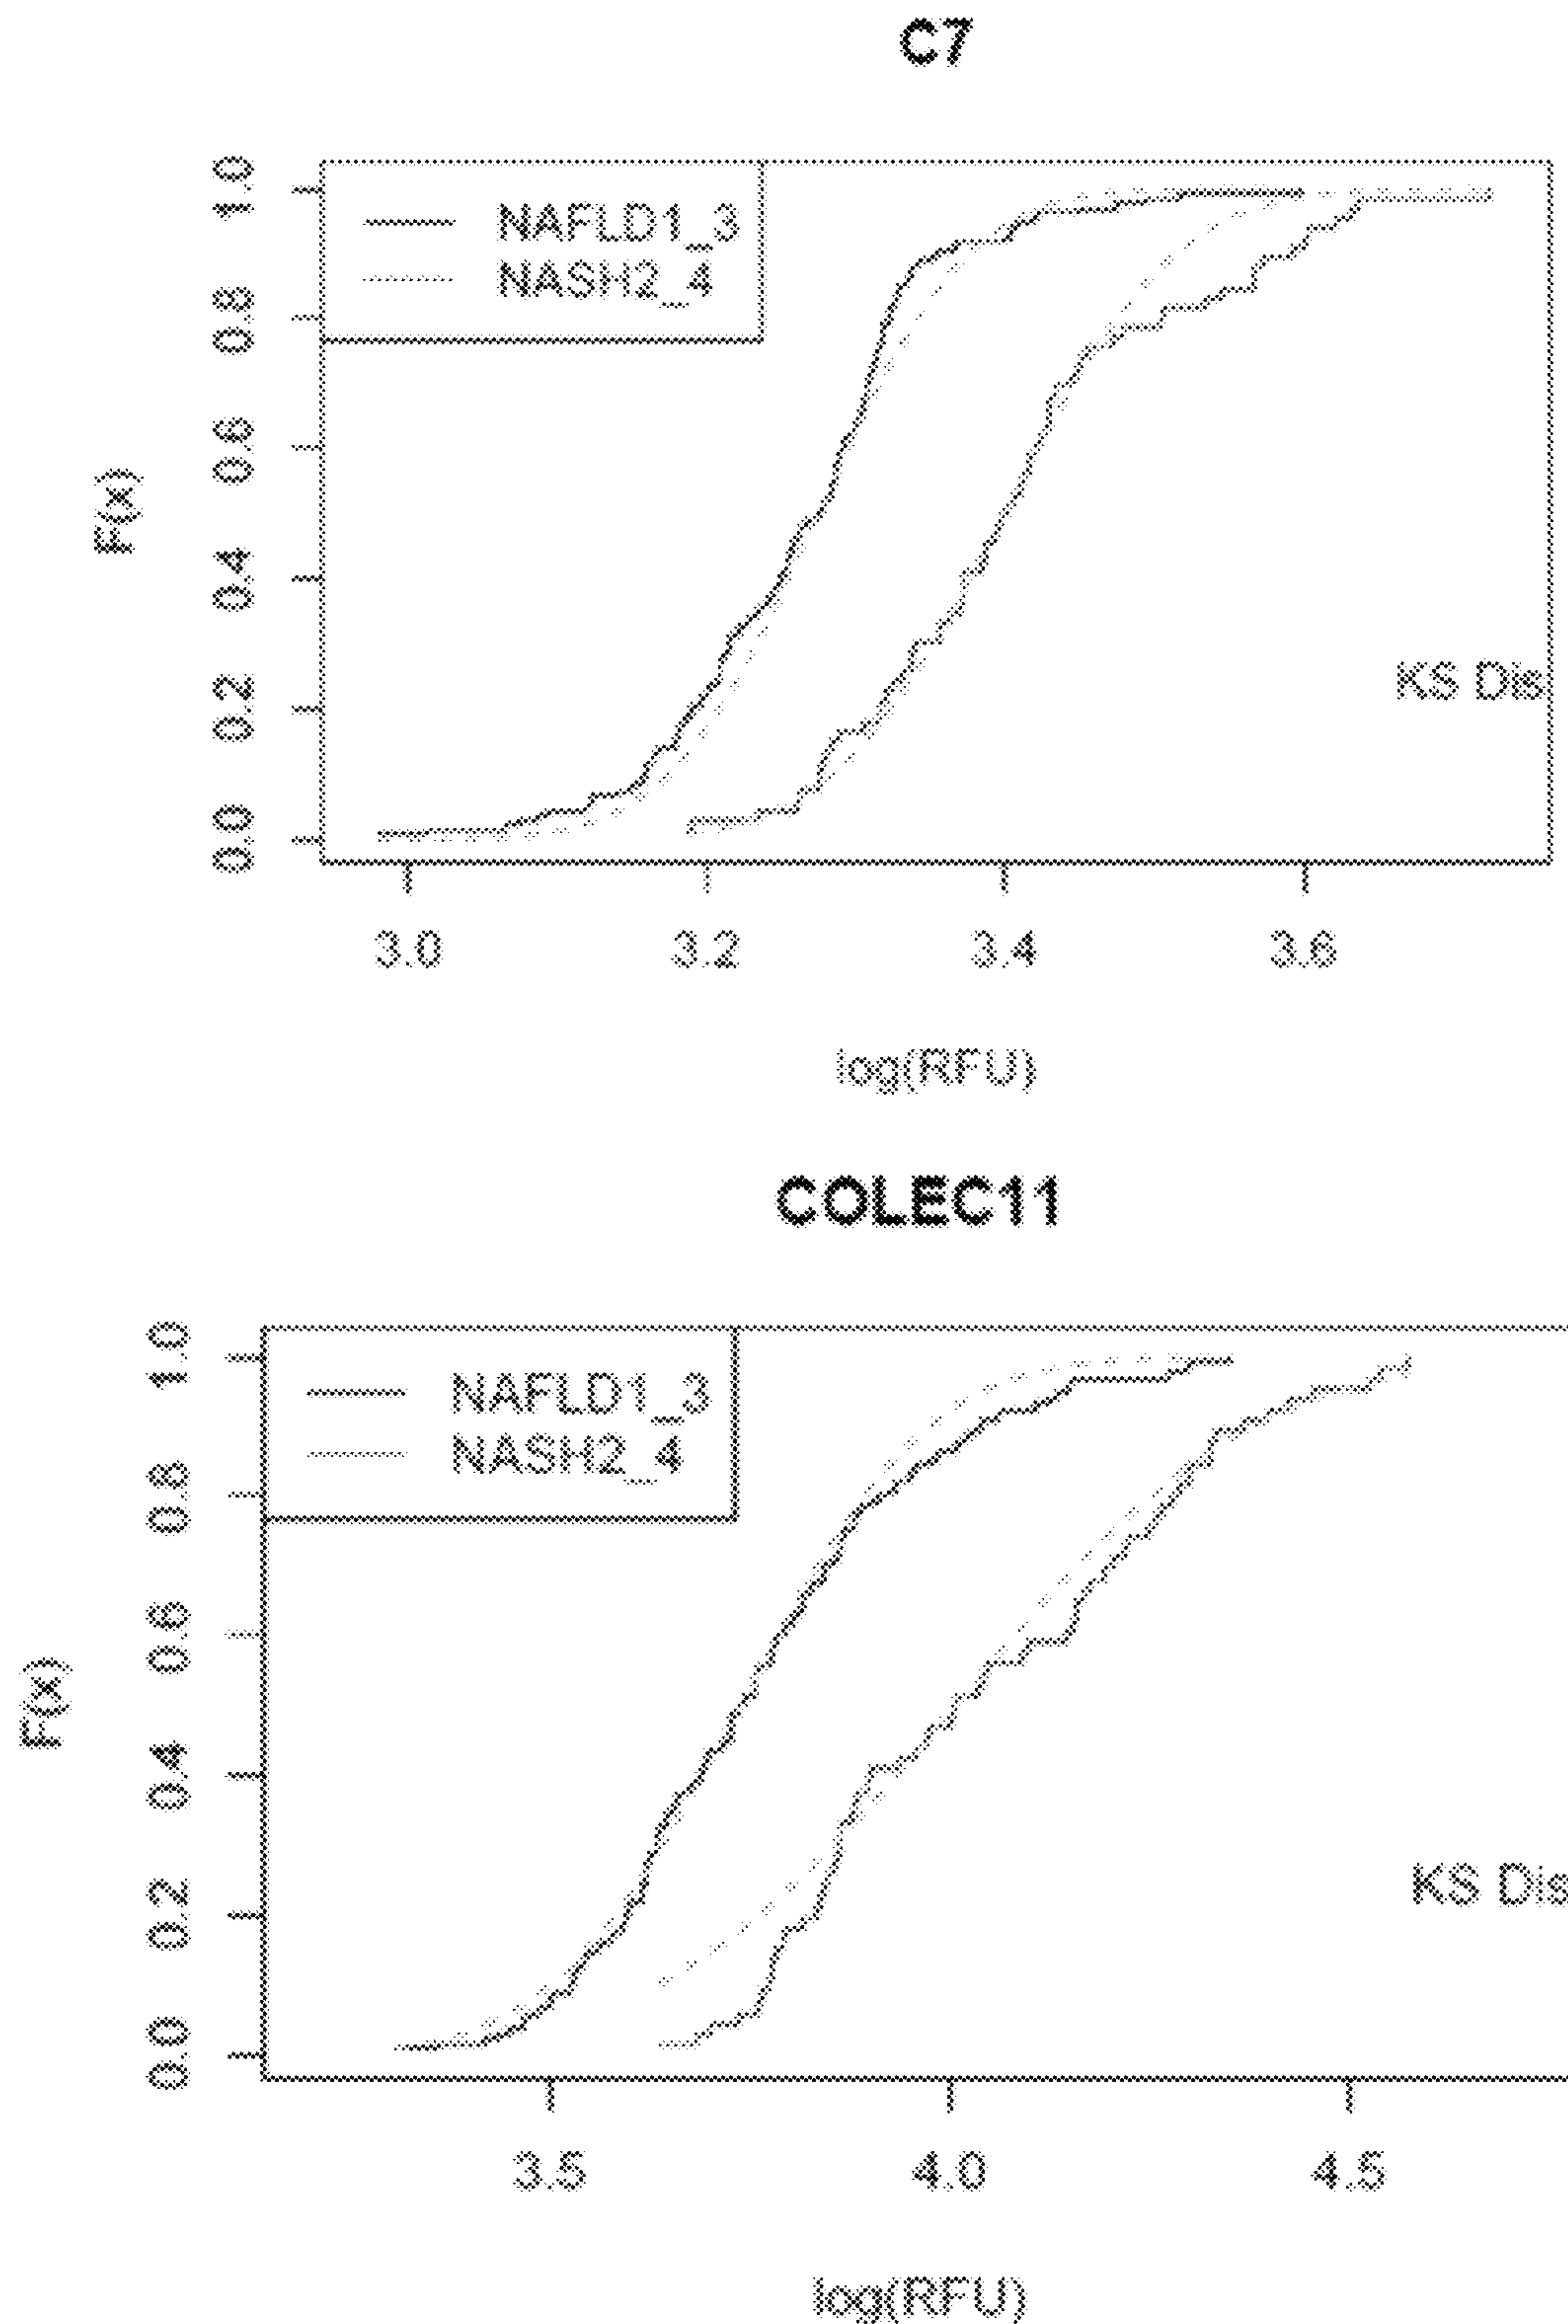 C7
NAFLD1_3
NASH2_4
F(x)
1.0
0.8
0.6
0.4
0.2
0.0
KS Dis
3.0 3.2 3.4 3.6
log(RFU)
COLEC11
NAFLD1_3
NASH2_4
F(x)
1.0
0.8
0.6
0.4
0.2
0.0
KS Dis
3.5 4.0 4.5
log(RFU)